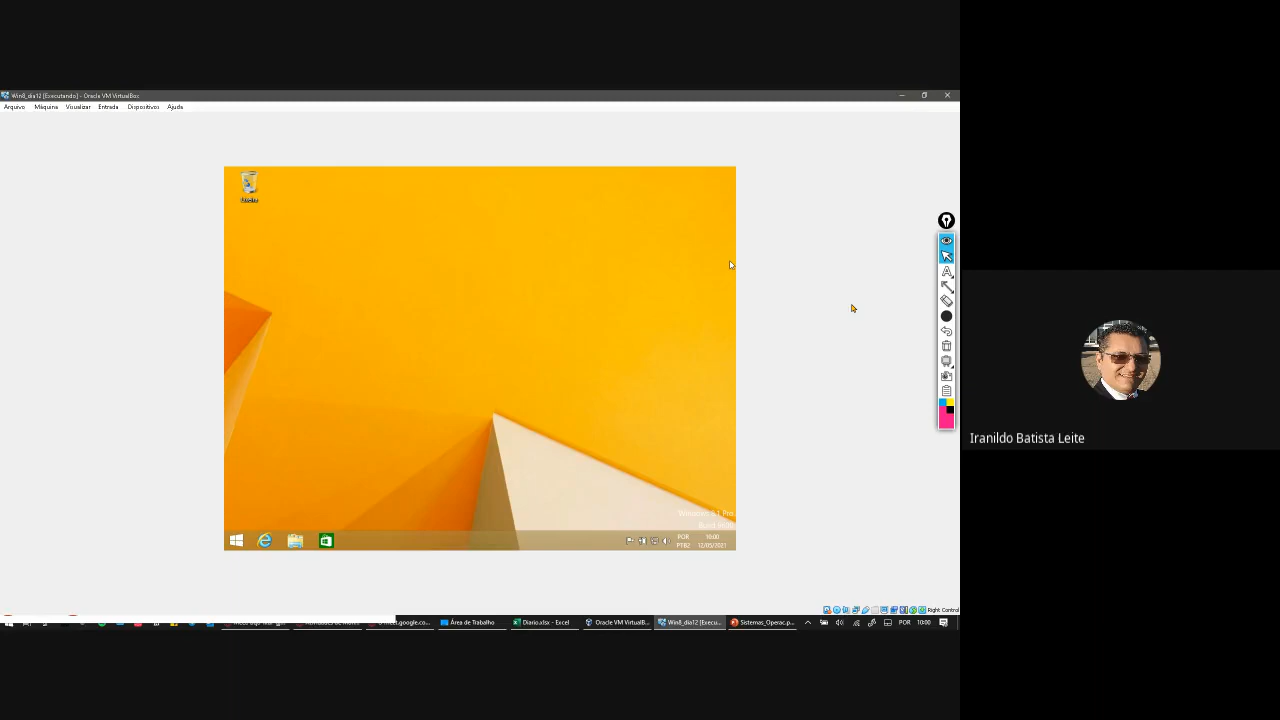 Win8_dia12 [Executando] - Oracle VM VirtualBox
Arquivo Máquina Visualizar Entrada Dispositivos Ajuda
Lixeira
Iranildo Batista Leite
Windows 8.1 Pro
Build 9600
POR 10:00
PTB2 12/05/2021
Right Control
Área de Trabalho Diario.xlsx - Excel Oracle VM VirtualB... Win8_dia12 [Execu... Sistemas_Operac.p... POR 10:00